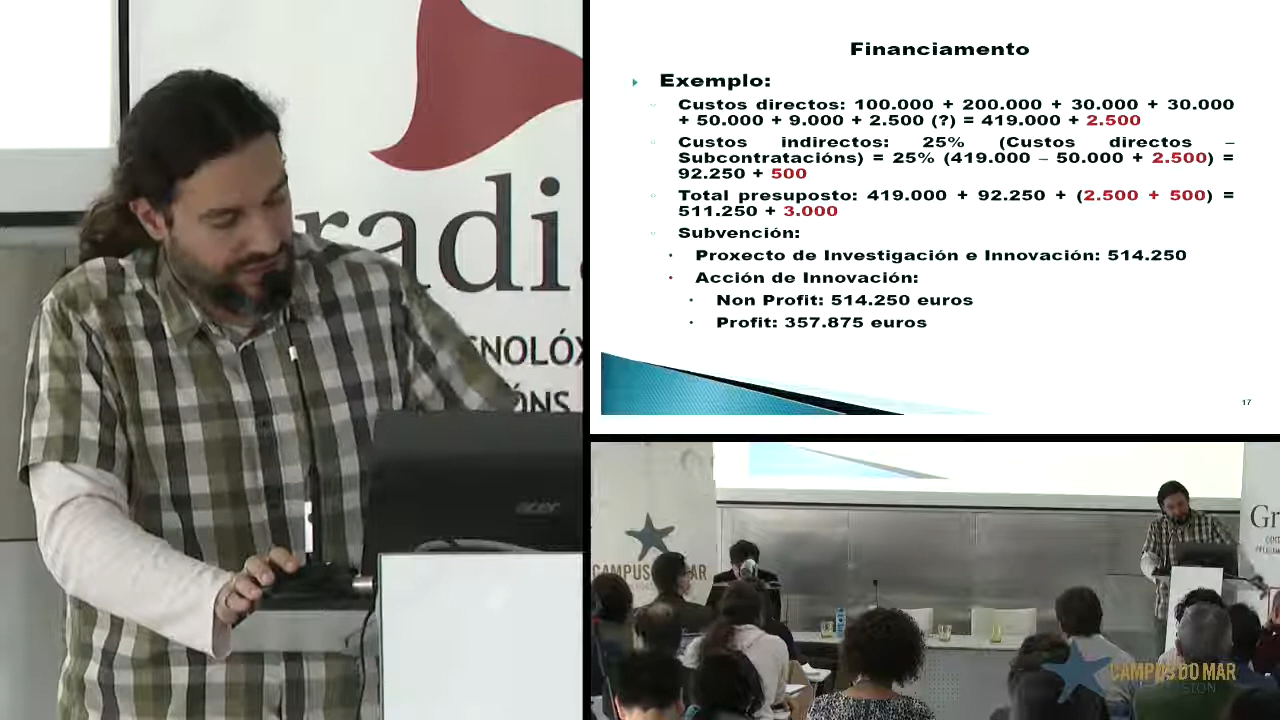 radi
NOLÓX
ÓNS
acer
Financiamento
Exemplo:
Custos directos: 100.000 + 200.000 + 30.000 + 30.000
+ 50.000 + 9.000 + 2.500 (?) = 419.000 + 2.500
Custos indirectos: 25% (Custos directos –
Subcontratacións) = 25% (419.000 – 50.000 + 2.500) =
92.250 + 500
Total presuposto: 419.000 + 92.250 + (2.500 + 500) =
511.250 + 3.000
Subvención:
Proxecto de Investigación e Innovación: 514.250
Acción de Innovación:
Non Profit: 514.250 euros
Profit: 357.875 euros
17
CAMPUS DO MAR
Gr
CAMPUS DO MAR